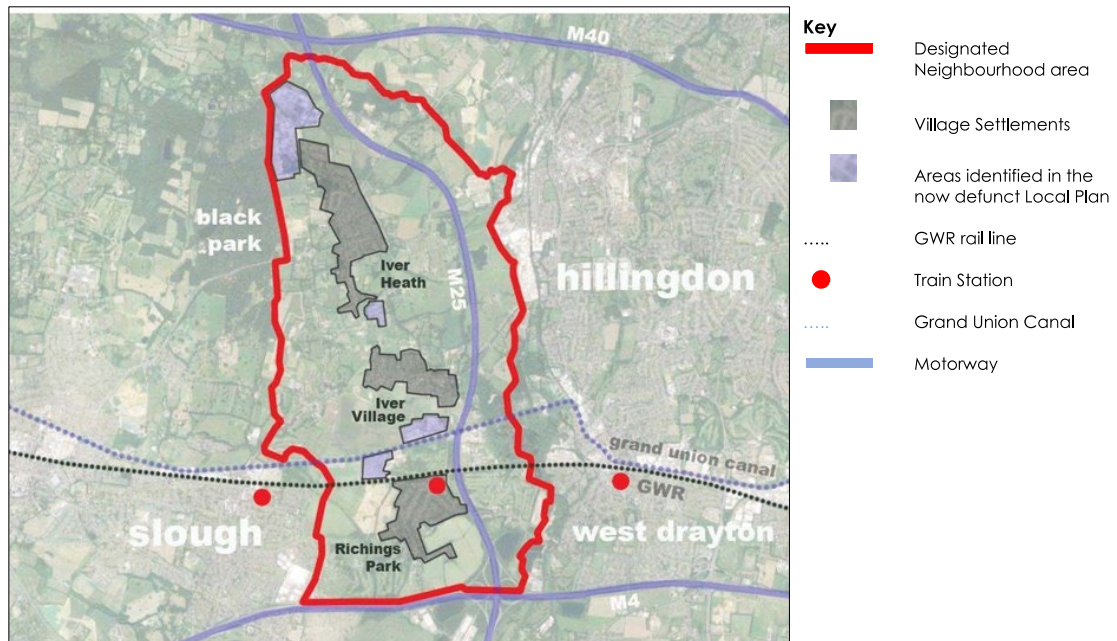 M40
black
park
Iver
Heath
M25
hillingdon
Iver
Village
grand union canal
GWR
slough
west drayton
Richings
Park
M4
Key
Designated
Neighbourhood area
Village Settlements
Areas identified in the
now defunct Local Plan
GWR rail line
Train Station
Grand Union Canal
Motorway